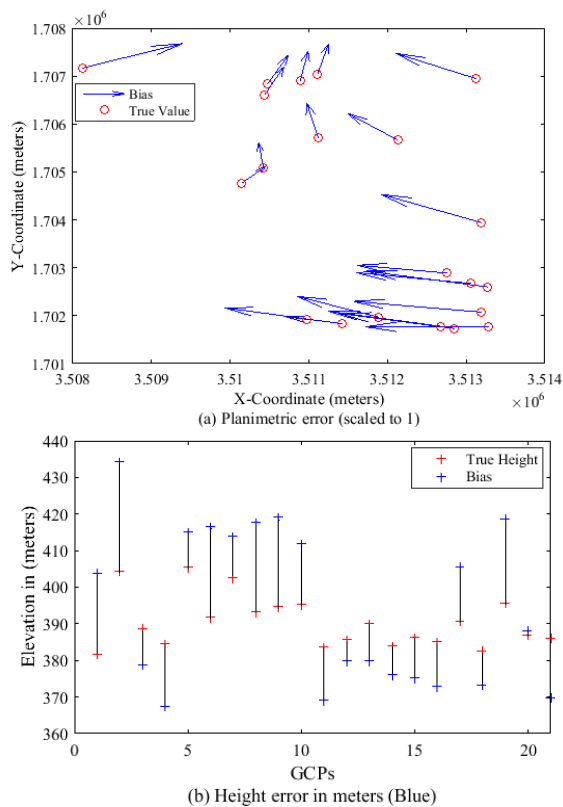 ×10⁶
1.708
1.707
1.706
1.705
1.704
1.703
1.702
1.701
Y-Coordinate (meters)
Bias
True Value
3.508 3.509 3.51 3.511 3.512 3.513 3.514
X-Coordinate (meters)
×10⁶
(a) Planimetric error (scaled to 1)
440
430
420
410
400
390
380
370
360
Elevation in (meters)
True Height
Bias
0 5 10 15 20
GCPs
(b) Height error in meters (Blue)